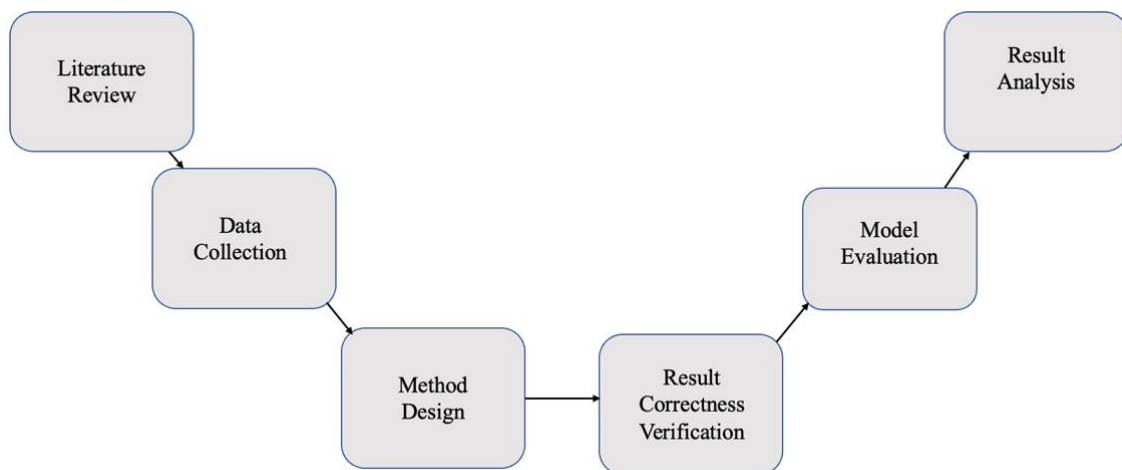 Literature
Review
Data
Collection
Method
Design
Result
Correctness
Verification
Model
Evaluation
Result
Analysis